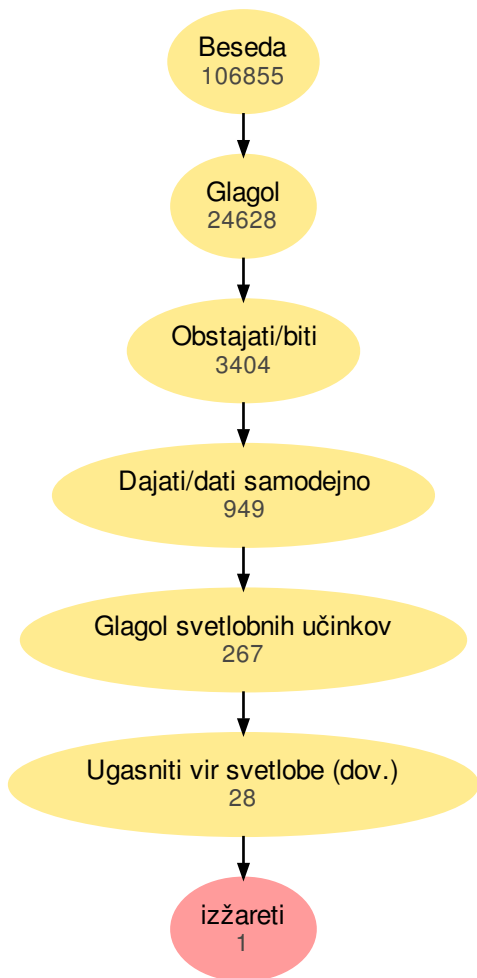 Beseda
106855
Glagol
24628
Obstajati/biti
3404
Dajati/dati samodejno
949
Glagol svetlobnih učinkov
267
Ugasniti vir svetlobe (dov.)
28
izžareti
1